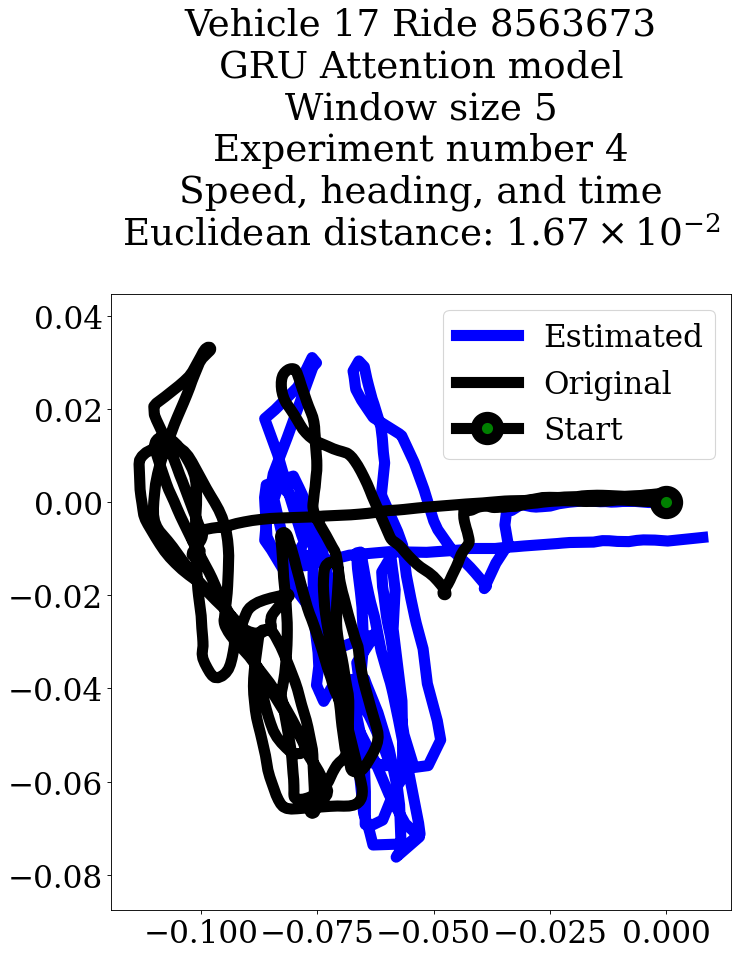 Vehicle 17 Ride 8563673
GRU Attention model
Window size 5
Experiment number 4
Speed, heading, and time
Euclidean distance: 1.67 × 10⁻²
Estimated
Original
Start
0.04
0.02
0.00
−0.02
−0.04
−0.06
−0.08
−0.100 −0.075 −0.050 −0.025 0.000